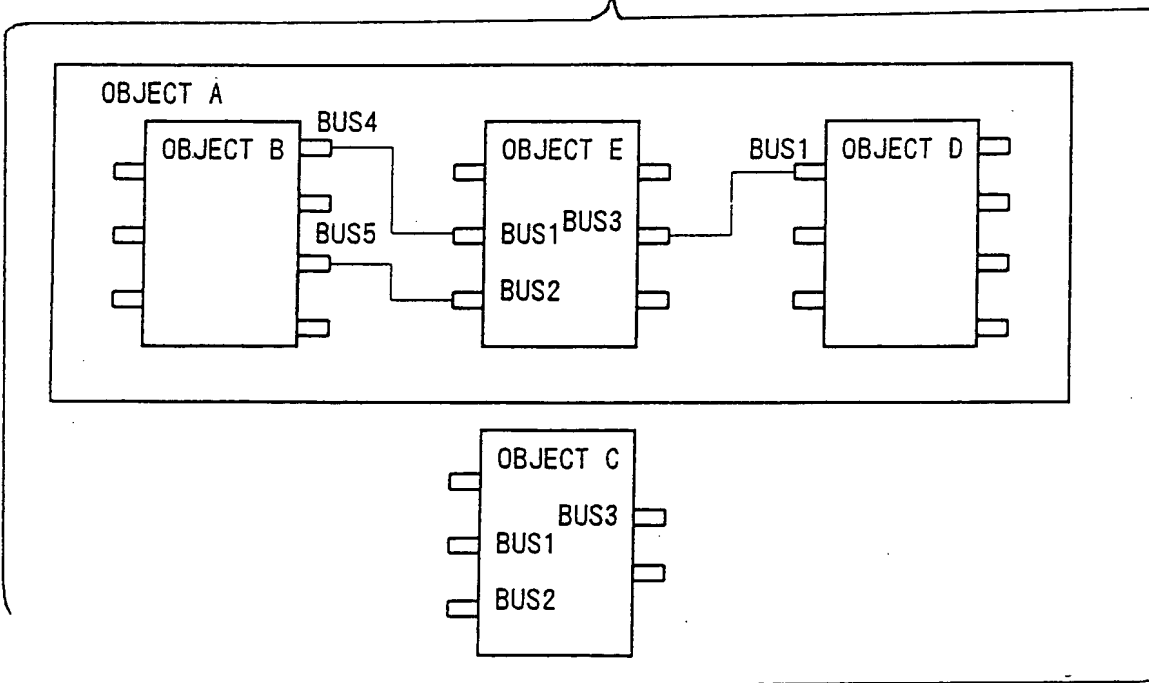 OBJECT A
BUS4
OBJECT B
OBJECT E
BUS1
OBJECT D
BUS5
BUS1
BUS3
BUS2
OBJECT C
BUS3
BUS1
BUS2